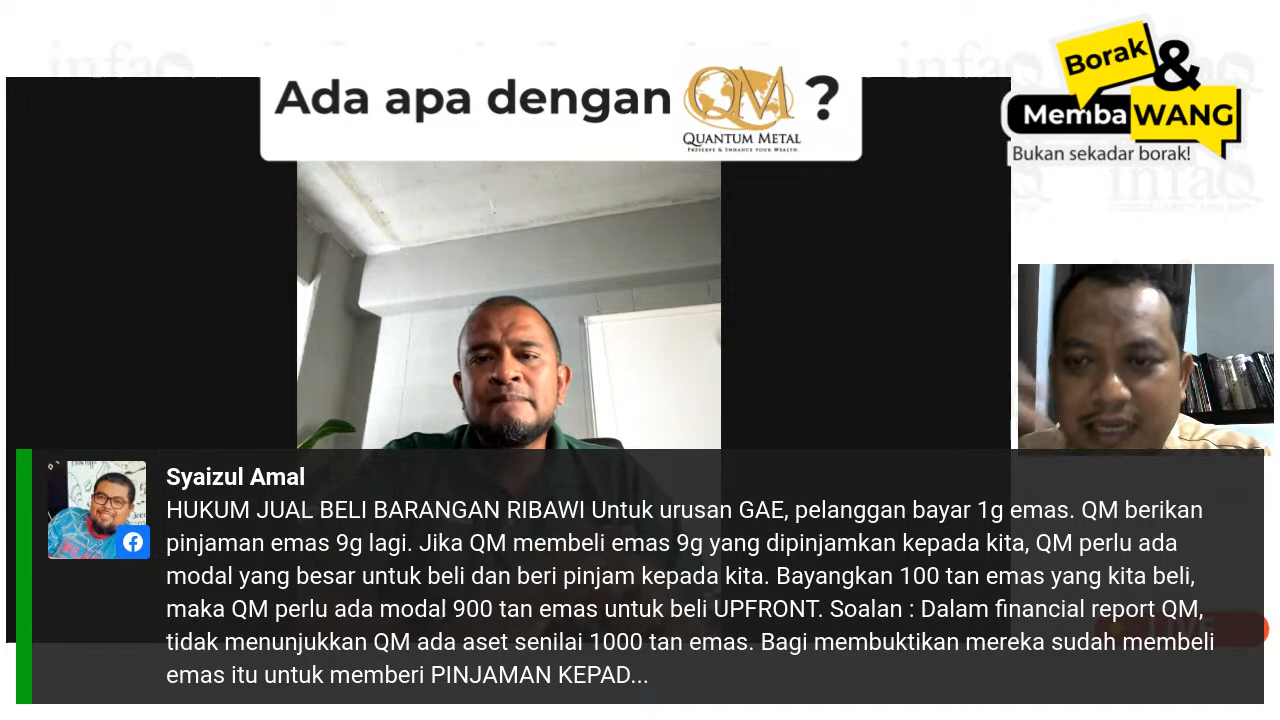 Ada apa dengan QM ?
QUANTUM METAL
PRESERVE & ENHANCE YOUR WEALTH.
Borak &
MembaWANG
Bukan sekadar borak!
infaQ
Syaizul Amal
HUKUM JUAL BELI BARANGAN RIBAWI Untuk urusan GAE, pelanggan bayar 1g emas. QM berikan
pinjaman emas 9g lagi. Jika QM membeli emas 9g yang dipinjamkan kepada kita, QM perlu ada
modal yang besar untuk beli dan beri pinjam kepada kita. Bayangkan 100 tan emas yang kita beli,
maka QM perlu ada modal 900 tan emas untuk beli UPFRONT. Soalan : Dalam financial report QM,
tidak menunjukkan QM ada aset senilai 1000 tan emas. Bagi membuktikan mereka sudah membeli
emas itu untuk memberi PINJAMAN KEPAD...